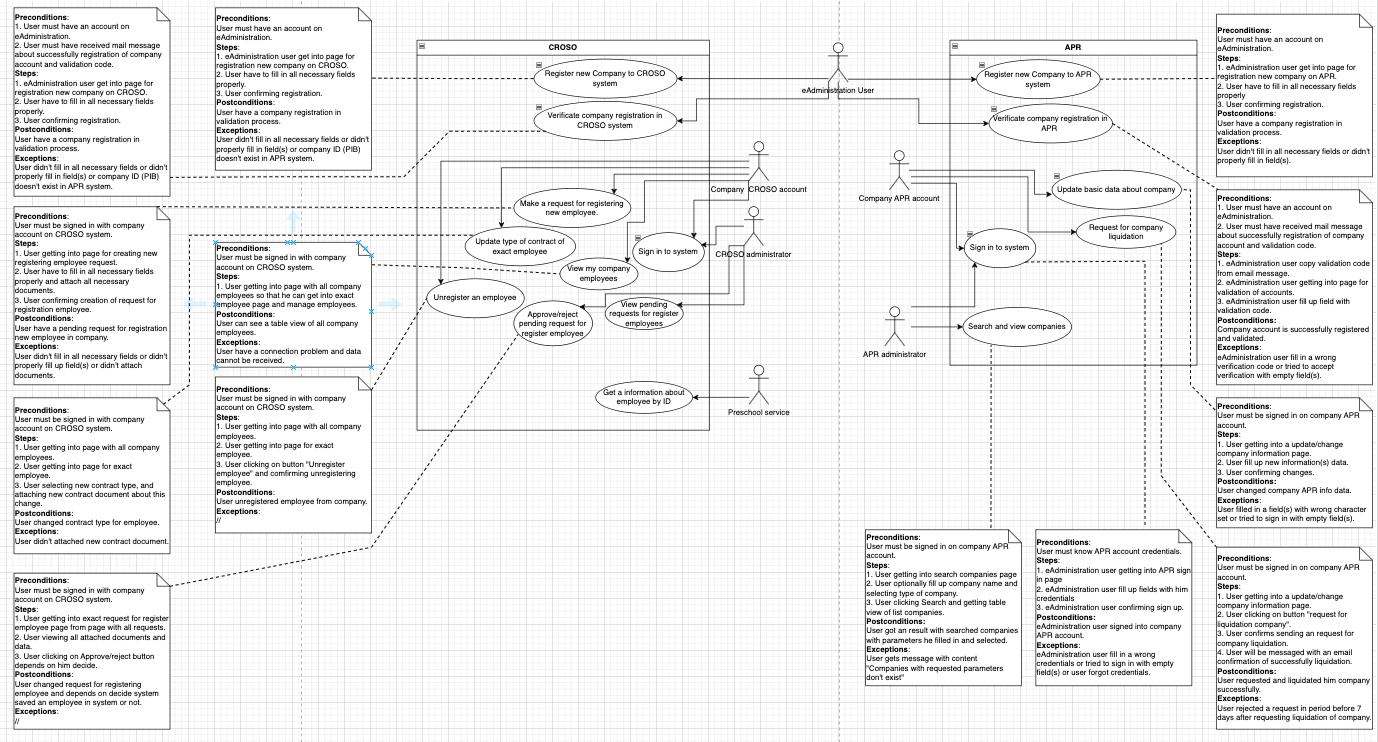 Preconditions:
1. User must have an account on
eAdministration.
2. User must have received mail message
about successfully registration of company
account and validation code.
Steps:
1. eAdministration user get into page for
registration new company on CROSO.
2. User have to fill in all necessary fields
properly.
3. User confirming registration.
Postconditions:
User have a company registration in
validation process.
Exceptions:
User didn't fill in all necessary fields or didn't
properly fill in field(s) or company ID (PIB)
doesn't exist in APR system.
Preconditions:
User must have an account on
eAdministration.
Steps:
1. eAdministration user get into page for
registration new company on CROSO.
2. User have to fill in all necessary fields
properly.
3. User confirming registration.
Postconditions:
User have a company registration in
validation process.
Exceptions:
User didn't fill in all necessary fields or didn't
properly fill in field(s) or company ID (PIB)
doesn't exist in APR system.
Preconditions:
User must be signed in with company
account on CROSO system.
Steps:
1. User getting into page for creating new
registering employee request.
2. User have to fill in all necessary fields
properly and attach all necessary
documents.
3. User confirming creation of request for
registration employee.
Postconditions:
User have a pending request for registration
new employee in company.
Exceptions:
User didn't fill in all necessary fields or didn't
properly fill up field(s) or didn't attach
documents.
Preconditions:
User must be signed in with company
account on CROSO system.
Steps:
1. User getting into page with all company
employees so that he can get into exact
employee page and manage employees.
Postconditions:
User can see a table view of all company
employees.
Exceptions:
User have a connection problem and data
cannot be received.
Preconditions:
User must be signed in with company
account on CROSO system.
Steps:
1. User getting into page with all company
employees.
2. User getting into page for exact
employee.
3. User selecting new contract type, and
attaching new contract document about this
change.
Postconditions:
User changed contract type for employee.
Exceptions:
User didn't attached new contract document.
Preconditions:
User must be signed in with company
account on CROSO system.
Steps:
1. User getting into page with all company
employees.
2. User getting into page for exact
employee.
3. User clicking on button "Unregister
employee" and comfirming unregistering
employee.
Postconditions:
User unregistered employee from company.
Exceptions:
//
Preconditions:
User must be signed in with company
account on CROSO system.
Steps:
1. User getting into exact request for register
employee page from page with all requests.
2. User viewing all attached documents and
data.
3. User clicking on Approve/reject button
depends on him decide.
Postconditions:
User changed request for registering
employee and depends on decide system
saved an employee in system or not.
Exceptions:
//
CROSO
Register new Company to CROSO
system
Verificate company registration in
CROSO system
Make a request for registering
new employee.
Update type of contract of
exact employee
Sign in to system
View my company
employees
Unregister an employee
Approve/reject
pending request for
register employee
View pending
requests for register
employees
Get a information about
employee by ID
eAdministration User
Company CROSO account
CROSO administrator
Preschool service
Company APR account
APR administrator
APR
Register new Company to APR
system
Verificate company registration in
APR
Update basic data about company
Request for company
liquidation
Sign in to system
Search and view companies
Preconditions:
User must have an account on
eAdministration.
Steps:
1. eAdministration user get into page for
registration new company on APR.
2. User have to fill in all necessary fields
properly
3. User confirming registration.
Postconditions:
User have a company registration in
validation process.
Exceptions:
User didn't fill in all necessary fields or didn't
properly fill in field(s).
Preconditions:
1. User must have an account on
eAdministration.
2. User must have received mail message
about successfully registration of company
account and validation code.
Steps:
1. eAdministration user copy validation code
from email message.
2. eAdministration user getting into page for
validation of accounts.
3. eAdministration user fill up field with
validation code.
Postconditions:
Company account is successfully registered
and validated.
Exceptions:
eAdministration user fill in a wrong
verification code or tried to accept
verification with empty field(s).
Preconditions:
User must be signed in on company APR
account.
Steps:
1. User getting into a update/change
company information page.
2. User fill up new information(s) data.
3. User confirming changes.
Postconditions:
User changed company APR info data.
Exceptions:
User filled in a field(s) with wrong character
set or tried to sign in with empty field(s).
Preconditions:
User must be signed in on company APR
account.
Steps:
1. User getting into search companies page
2. User optionally fill up company name and
selecting type of company.
3. User clicking Search and getting table
view of list companies.
Postconditions:
User got an result with searched companies
with parameters he filled in and selected.
Exceptions:
User gets message with content
"Companies with requested parameters
don't exist"
Preconditions:
User must know APR account credentials.
Steps:
1. eAdministration user getting into APR sign
in page
2. eAdministration user fill up fields with him
credentials
3. eAdministration user confirming sign up.
Postconditions:
eAdministration user signed into company
APR account.
Exceptions:
eAdministration user fill in a wrong
credentials or tried to sign in with empty
field(s) or user forgot credentials.
Preconditions:
User must be signed in on company APR
account.
Steps:
1. User getting into a update/change
company information page.
2. User clicking on button "request for
liquidation company".
3. User confirms sending an request for
company liquidation.
4. User will be messaged with an email
confirmation of successfully liquidation.
Postconditions:
User requested and liquidated him company
successfully.
Exceptions:
User rejected a request in period before 7
days after requesting liquidation of company.